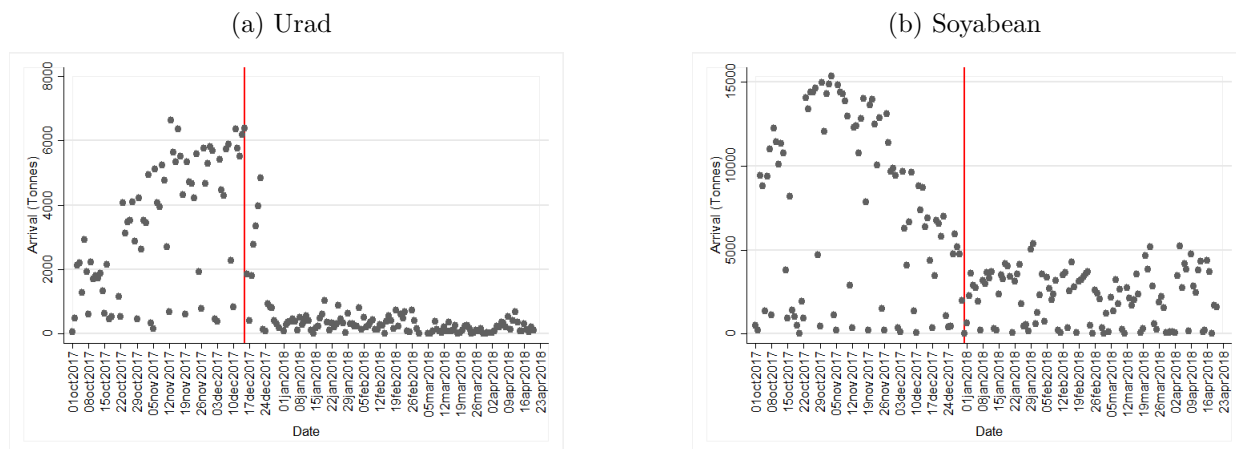 (a) Urad
8000
6000
4000
2000
0
Arrival (Tonnes)
01oct2017
08oct2017
15oct2017
22oct2017
29oct2017
05nov2017
12nov2017
19nov2017
26nov2017
03dec2017
10dec2017
17dec2017
24dec2017
01jan2018
08jan2018
15jan2018
22jan2018
29jan2018
05feb2018
12feb2018
19feb2018
26feb2018
05mar2018
12mar2018
19mar2018
26mar2018
02apr2018
09apr2018
16apr2018
23apr2018
Date
(b) Soyabean
15000
10000
5000
0
Arrival (Tonnes)
01oct2017
08oct2017
15oct2017
22oct2017
29oct2017
05nov2017
12nov2017
19nov2017
26nov2017
03dec2017
10dec2017
17dec2017
24dec2017
01jan2018
08jan2018
15jan2018
22jan2018
29jan2018
05feb2018
12feb2018
19feb2018
26feb2018
05mar2018
12mar2018
19mar2018
26mar2018
02apr2018
09apr2018
16apr2018
23apr2018
Date